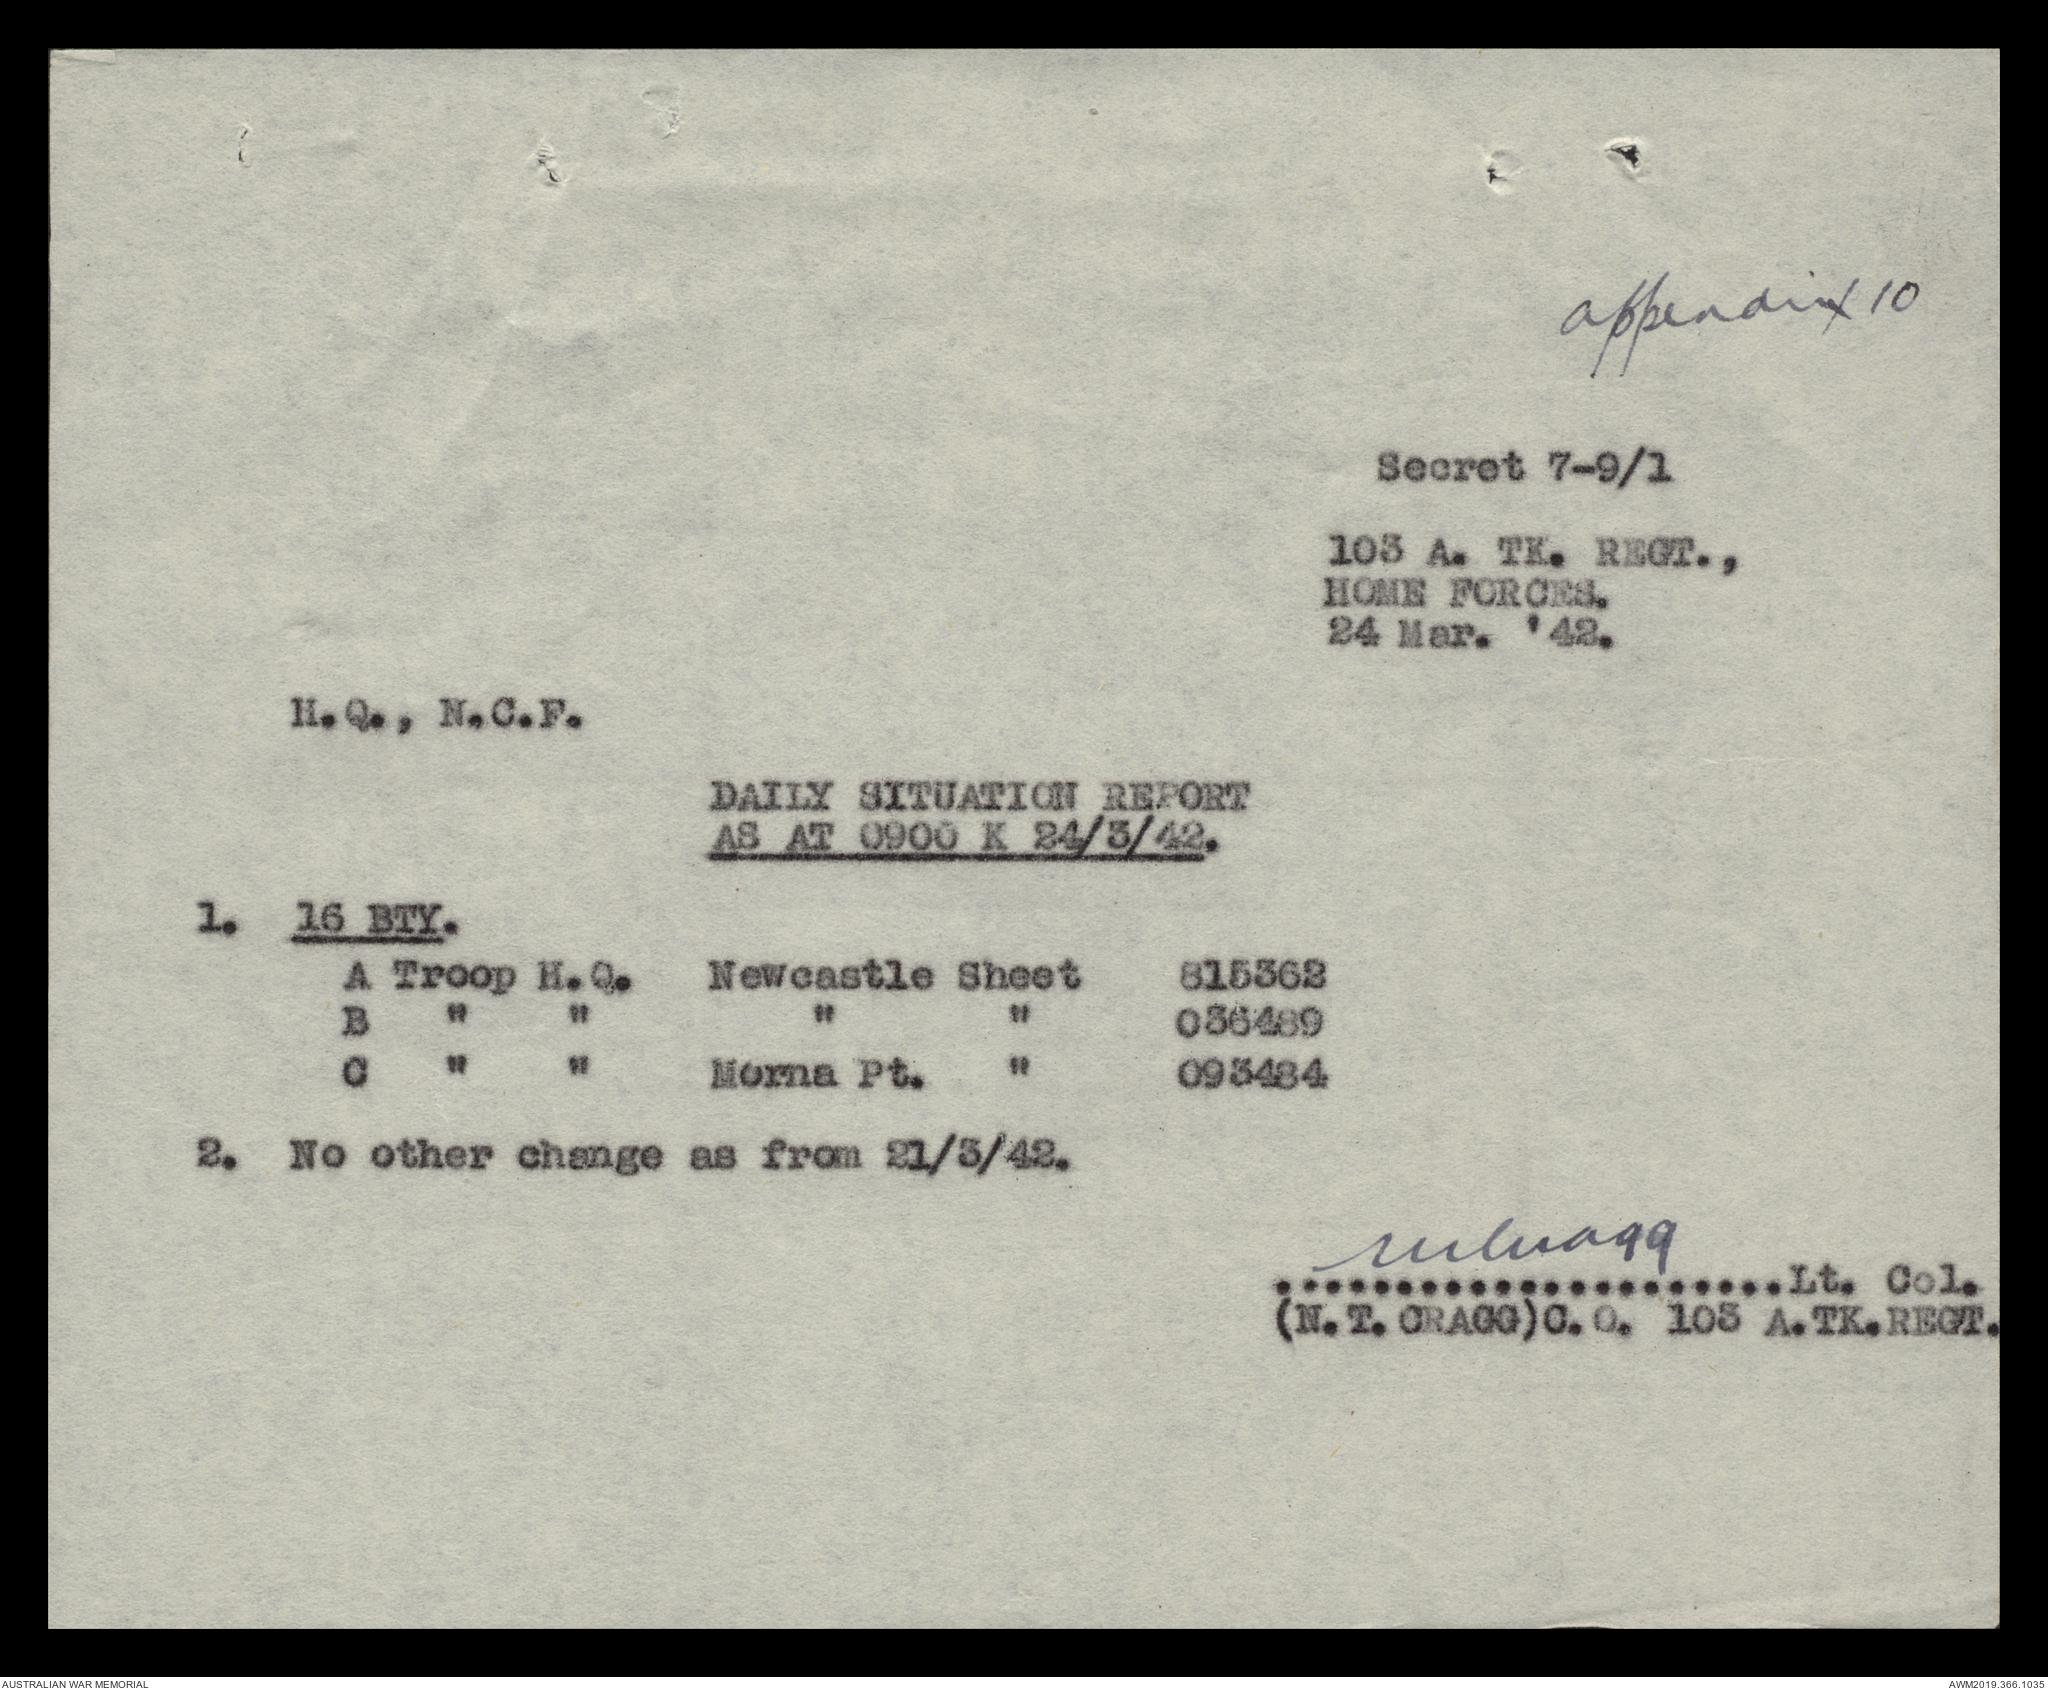 appendix 10
Secret 7-9/1
103 A. TK. REGT.,
HOME FORCES.
24 Mar. '42.
H.Q., N.C.F.
DAILY SITUATION REPORT
AS AT 0900 K 24/3/42.
1. 16 BTY.
A Troop H.Q. Newcastle Sheet 815362
B " " " " 036489
C " " Morna Pt. " 093484
2. No other change as from 21/3/42.
.....................Lt. Col.
(N.T. CRAGG)C.O. 103 A.TK.REGT.
AUSTRALIAN WAR MEMORIAL
AWM2019.366.1035